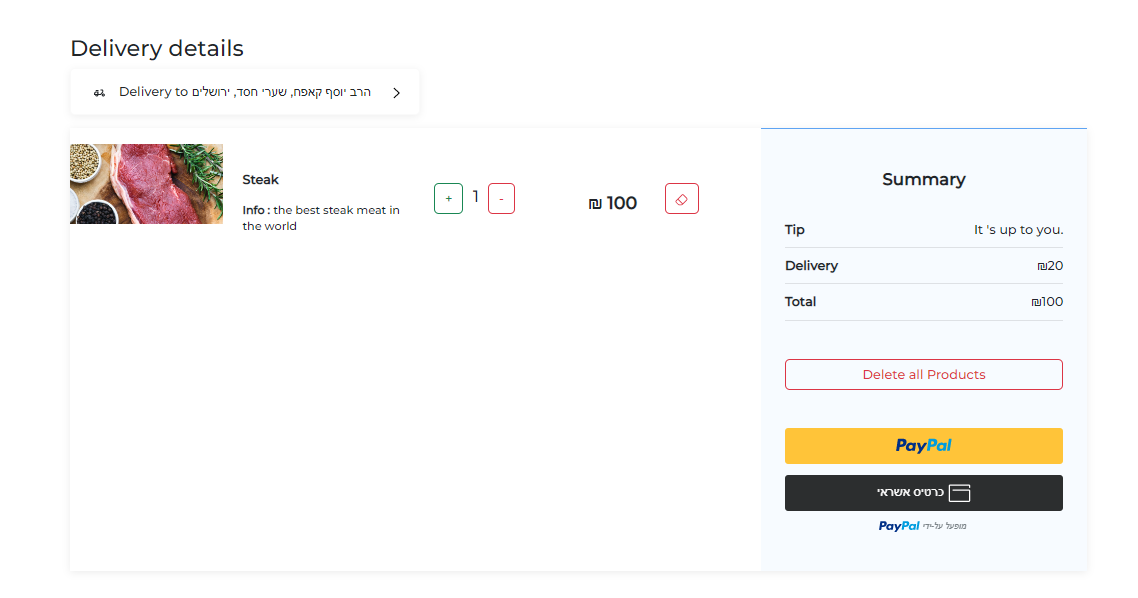 Delivery details
Delivery to הרב יוסף קאפח, שערי חסד, ירושלים
Steak
Info : the best steak meat in
the world
+ 1 -
₪ 100
Summary
Tip It 's up to you.
Delivery ₪20
Total ₪100
Delete all Products
PayPal
כרטיס אשראי
מופעל על-ידי PayPal